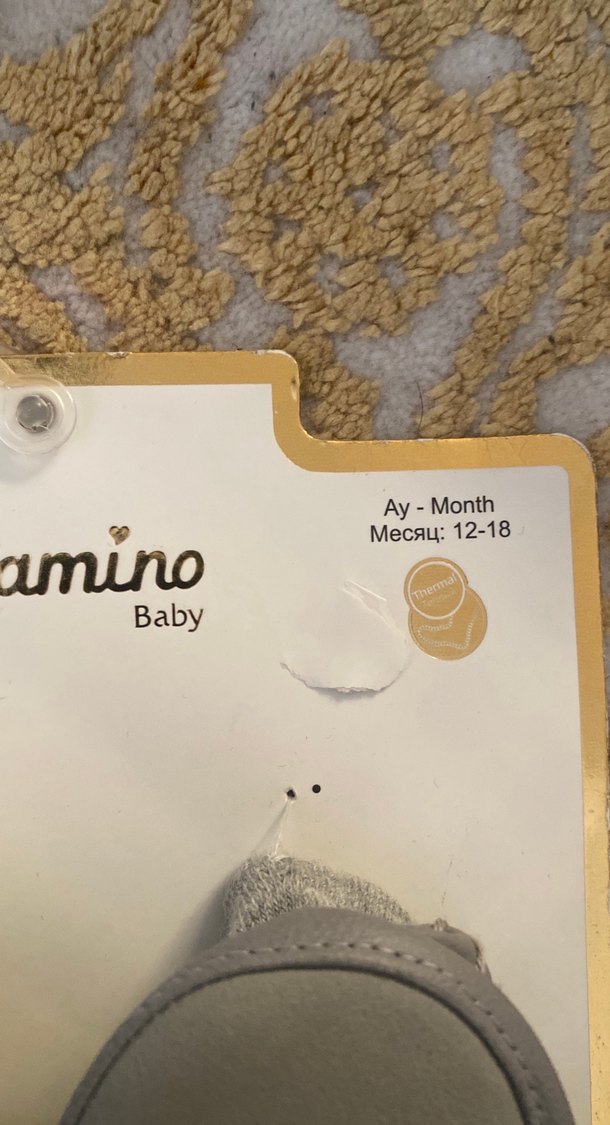 Ay - Month
Месяц: 12-18
amino
Baby
Thermal